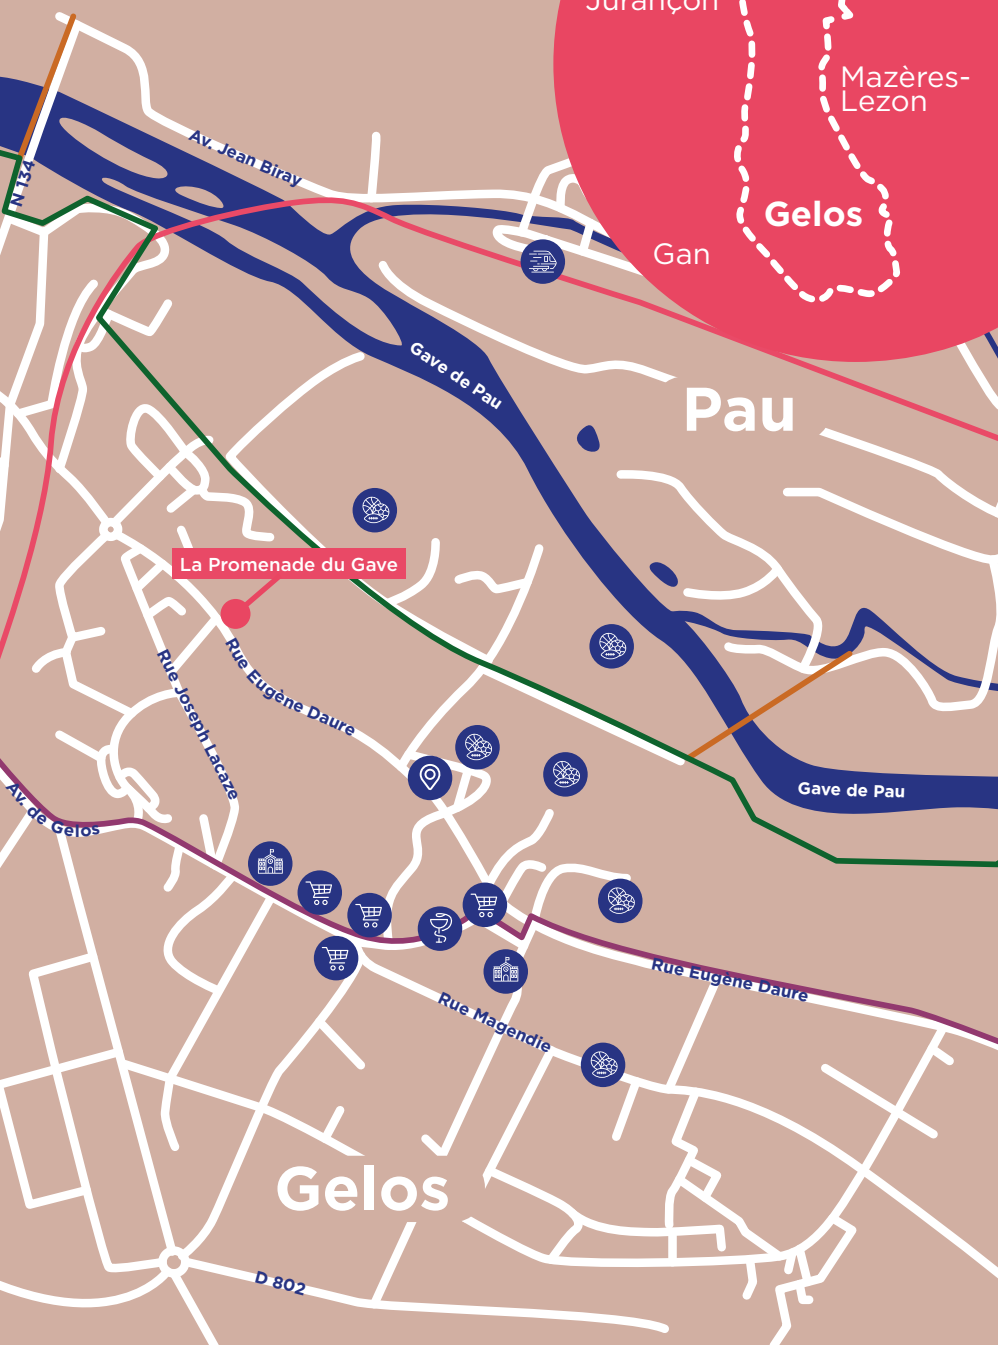 Jurançon
Mazères-
Lezon
Gelos
Gan
Av. Jean Biray
N 134
Gave de Pau
Pau
La Promenade du Gave
Rue Eugène Daure
Rue Joseph Lacaze
Gave de Pau
Av. de Gelos
Rue Eugène Daure
Rue Magendie
Gelos
D 802